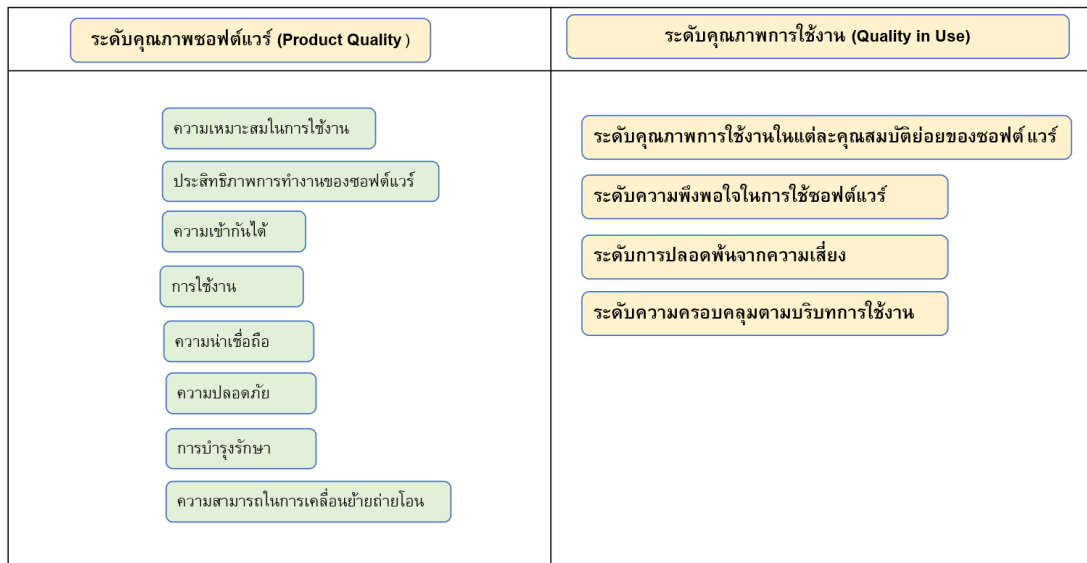 ระดับคุณภาพซอฟต์แวร์ (Product Quality)
ความเหมาะสมในการใช้งาน
ประสิทธิภาพการทำงานของซอฟต์แวร์
ความเข้ากันได้
การใช้งาน
ความน่าเชื่อถือ
ความปลอดภัย
การบำรุงรักษา
ความสามารถในการเคลื่อนย้ายถ่ายโอน
ระดับคุณภาพการใช้งาน (Quality in Use)
ระดับคุณภาพการใช้งานในแต่ละคุณสมบัติย่อยของซอฟต์แวร์
ระดับความพึงพอใจในการใช้ซอฟต์แวร์
ระดับการปลอดพ้นจากความเสี่ยง
ระดับความครอบคลุมตามบริบทการใช้งาน